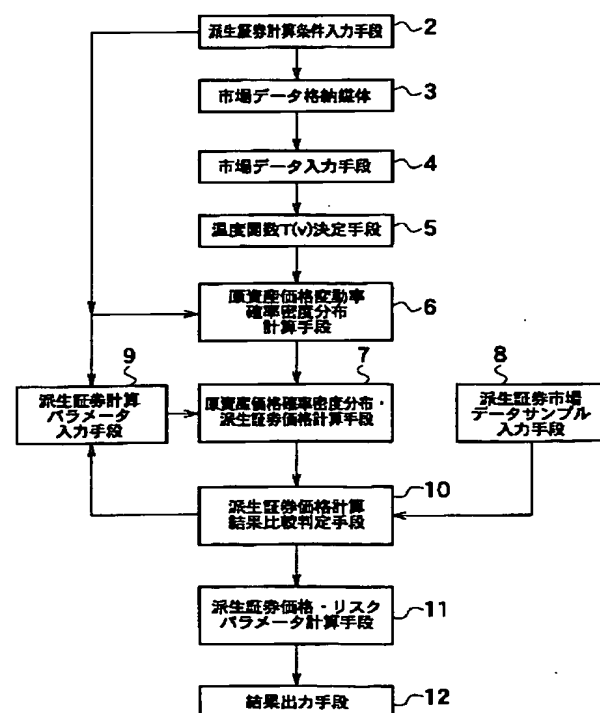 派生証券計算条件入力手段
2
市場データ格納媒体
3
市場データ入力手段
4
温度関数T(v)決定手段
5
原資産価格変動率
確率密度分布
計算手段
6
9
派生証券計算
パラメータ
入力手段
7
原資産価格確率密度分布・
派生証券価格計算手段
8
派生証券市場
データサンプル
入力手段
10
派生証券価格計算
結果比較判定手段
11
派生証券価格・リスク
パラメータ計算手段
結果出力手段
12